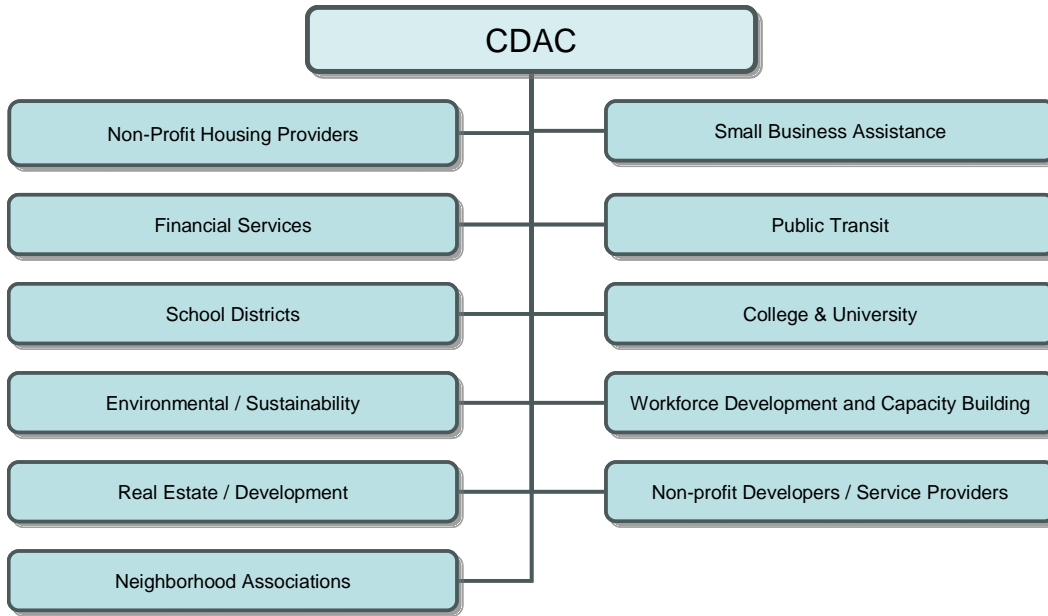 CDAC
Non-Profit Housing Providers
Small Business Assistance
Financial Services
Public Transit
School Districts
College & University
Environmental / Sustainability
Workforce Development and Capacity Building
Real Estate / Development
Non-profit Developers / Service Providers
Neighborhood Associations